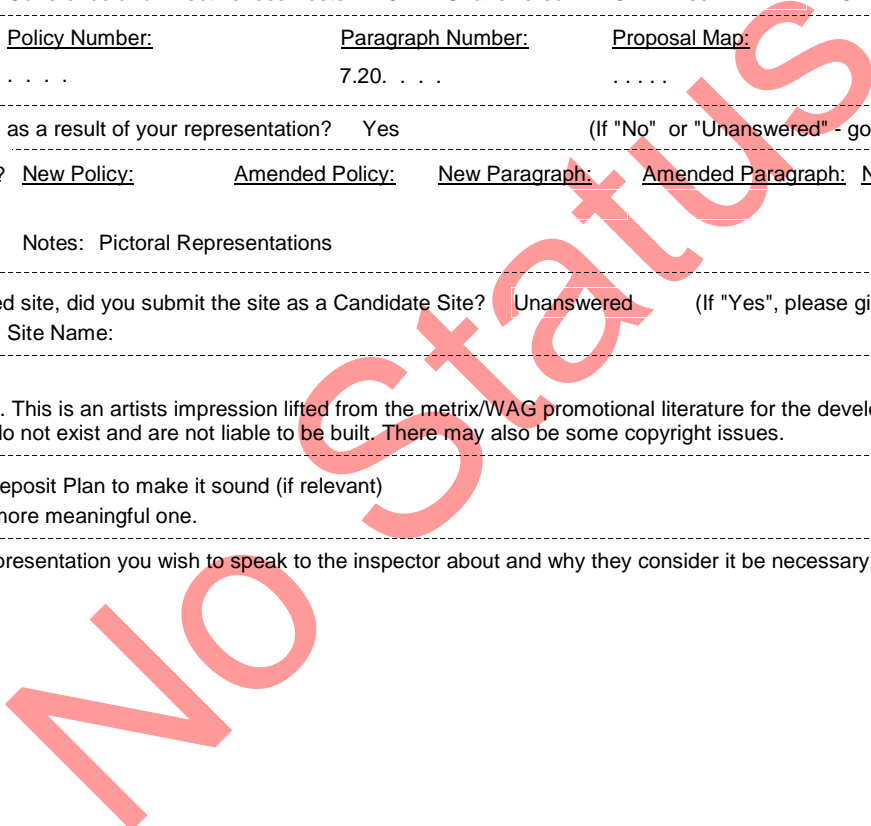 Policy Number: Paragraph Number: Proposal Map:
. . . . 7.20. . . . . . . . .
as a result of your representation? Yes (If "No" or "Unanswered" - go
? New Policy: Amended Policy: New Paragraph: Amended Paragraph: N
Notes: Pictoral Representations
ed site, did you submit the site as a Candidate Site? Unanswered (If "Yes", please gi
Site Name:
. This is an artists impression lifted from the metrix/WAG promotional literature for the devel
do not exist and are not liable to be built. There may also be some copyright issues.
eposit Plan to make it sound (if relevant)
more meaningful one.
presentation you wish to speak to the inspector about and why they consider it be necessary
No Status